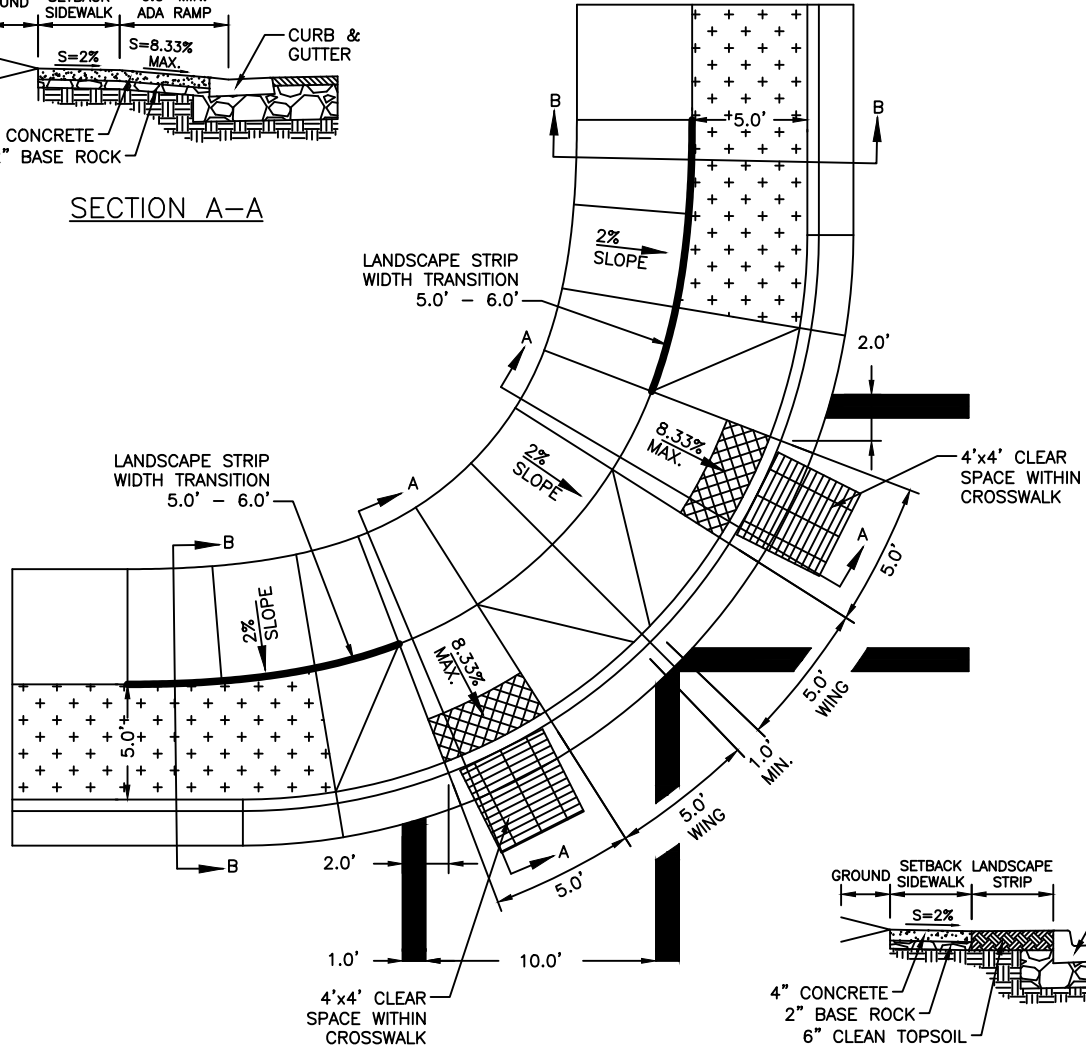 SIDEWALK
ADA RAMP
S=2%
S=8.33%
MAX.
CURB &
GUTTER
CONCRETE
BASE ROCK
SECTION A–A
B
B
5.0'
2%
SLOPE
LANDSCAPE STRIP
WIDTH TRANSITION
5.0' – 6.0'
A
2.0'
8.33%
MAX.
4'x4' CLEAR
SPACE WITHIN
CROSSWALK
2%
SLOPE
LANDSCAPE STRIP
WIDTH TRANSITION
5.0' – 6.0'
A
A
5.0'
B
2%
SLOPE
8.33%
MAX.
5.0'
WING
5.0'
1.0'
MIN.
5.0'
WING
B
2.0'
A
5.0'
1.0'
10.0'
4'x4' CLEAR
SPACE WITHIN
CROSSWALK
GROUND
SETBACK
SIDEWALK
LANDSCAPE
STRIP
S=2%
4" CONCRETE
2" BASE ROCK
6" CLEAN TOPSOIL